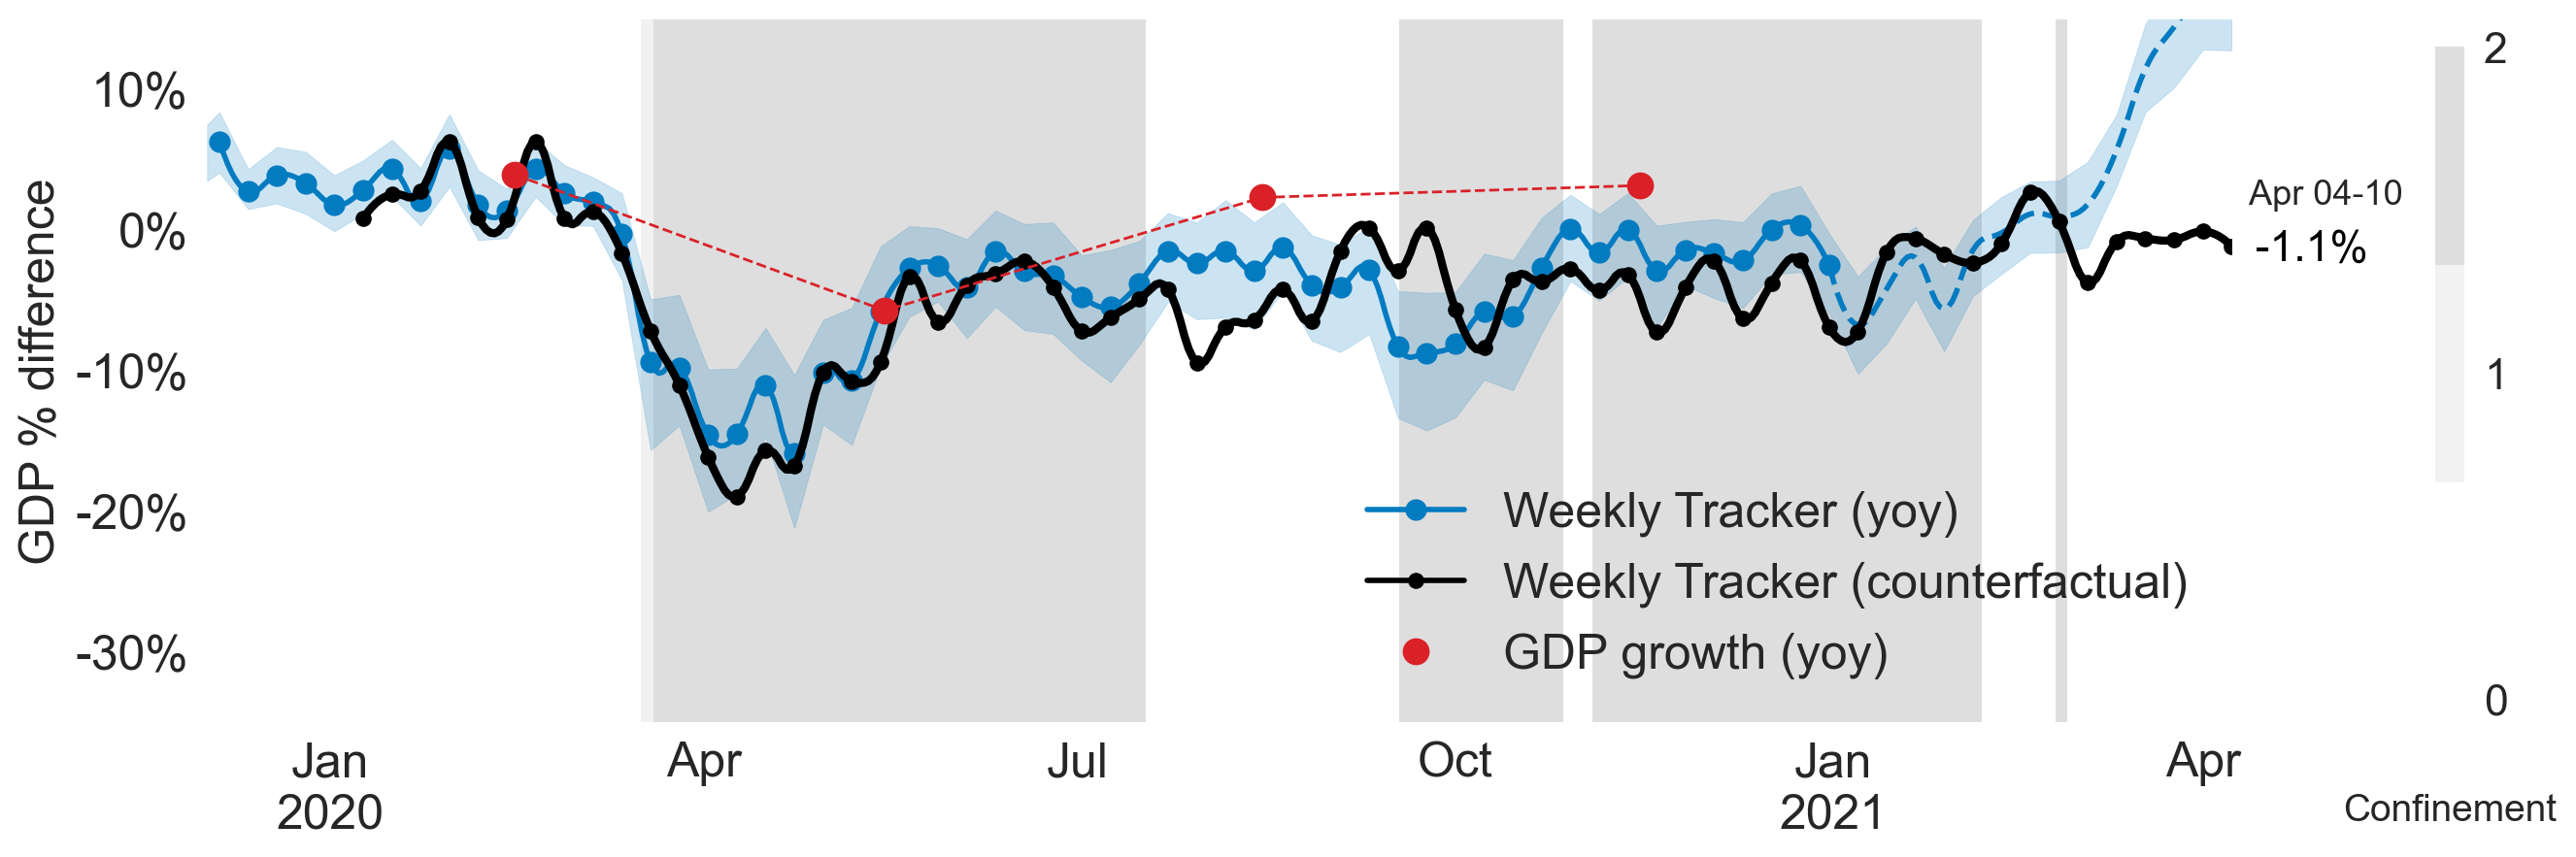 GDP % difference
10%
0%
-10%
-20%
-30%
Jan
2020
Apr
Jul
Oct
Jan
2021
Apr
Weekly Tracker (yoy)
Weekly Tracker (counterfactual)
GDP growth (yoy)
Apr 04-10
-1.1%
2
1
0
Confinement